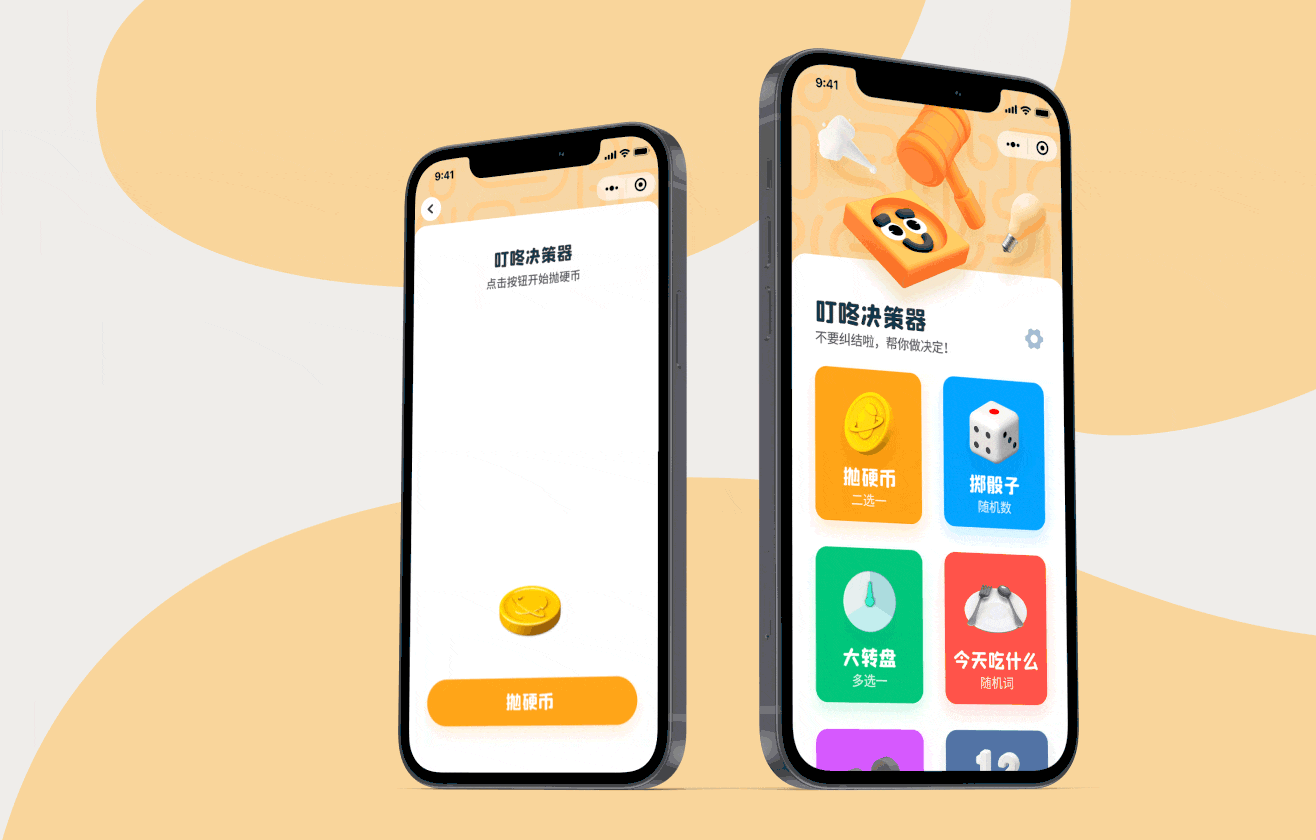 9:41
叮咚决策器
点击按钮开始抛硬币
抛硬币
9:41
叮咚决策器
不要纠结啦，帮你做决定！
抛硬币
二选一
掷骰子
随机数
大转盘
多选一
今天吃什么
随机词
12